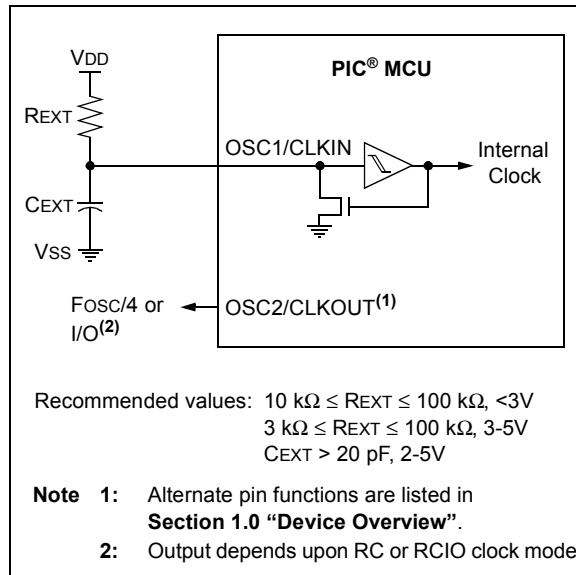 VDD
PIC® MCU
REXT
OSC1/CLKIN
Internal
Clock
CEXT
VSS
FOSC/4 or
I/O(2)
OSC2/CLKOUT(1)
Recommended values: 10 kΩ ≤ REXT ≤ 100 kΩ, <3V
3 kΩ ≤ REXT ≤ 100 kΩ, 3-5V
CEXT > 20 pF, 2-5V
Note 1: Alternate pin functions are listed in
Section 1.0 “Device Overview”.
2: Output depends upon RC or RCIO clock mode